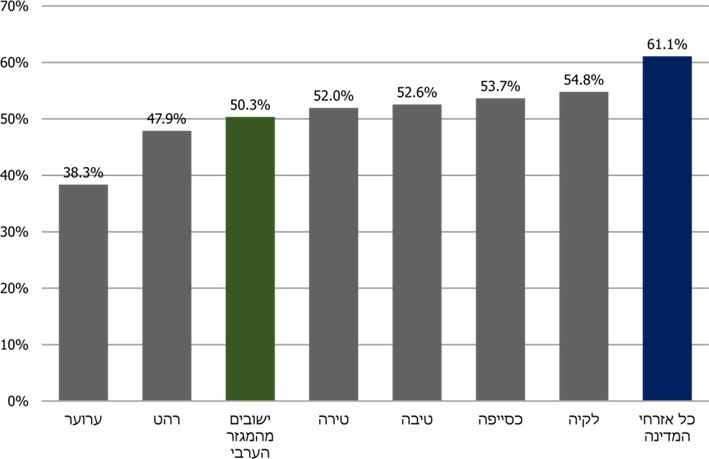 70%
60%
50%
40%
30%
20%
10%
0%
38.3%
47.9%
50.3%
52.0%
52.6%
53.7%
54.8%
61.1%
ערוער
רהט
ישובים
מהמגזר
הערבי
טירה
טיבה
כסייפה
לקיה
כל אזרחי
המדינה